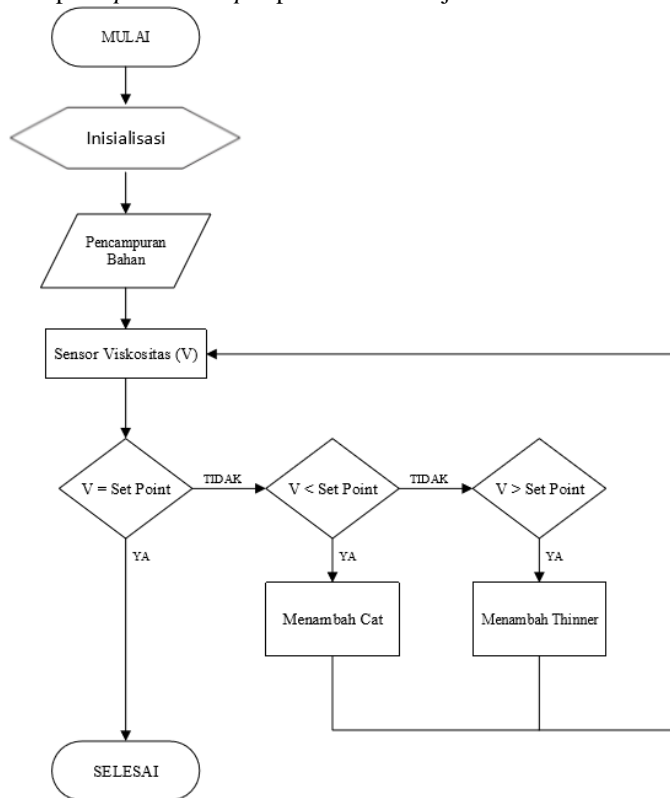 MULAI
Inisialisasi
Pencampuran
Bahan
Sensor Viskositas (V)
V = Set Point
TIDAK
V < Set Point
TIDAK
V > Set Point
YA
YA
YA
Menambah Cat
Menambah Thinner
SELESAI